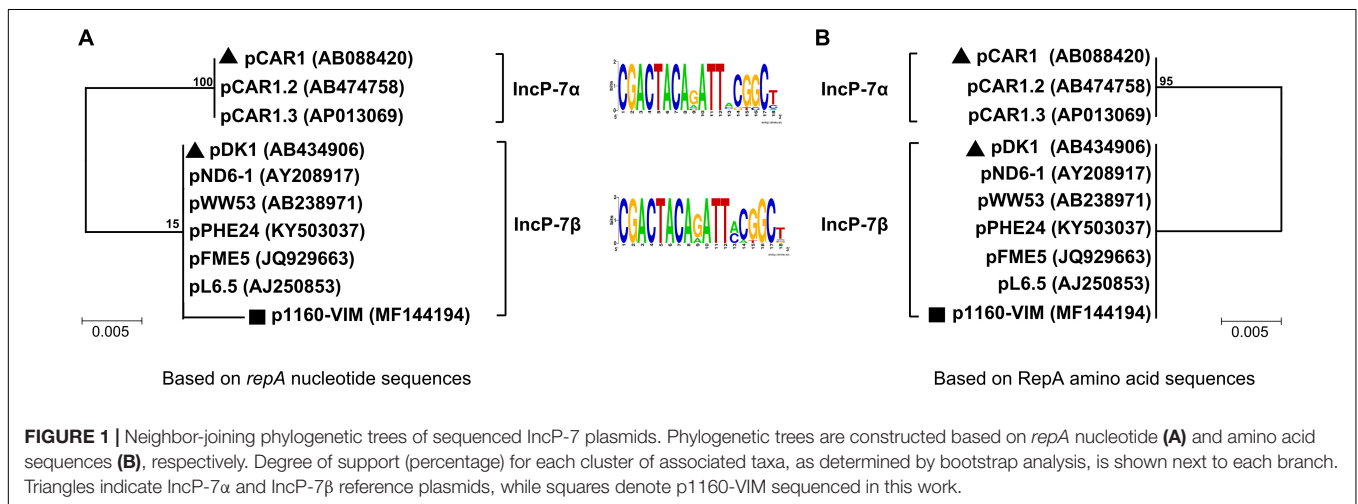 A
pCAR1 (AB088420)
100
pCAR1.2 (AB474758)
pCAR1.3 (AP013069)
IncP-7α
pDK1 (AB434906)
pND6-1 (AY208917)
pWW53 (AB238971)
15
pPHE24 (KY503037)
pFME5 (JQ929663)
pL6.5 (AJ250853)
p1160-VIM (MF144194)
IncP-7β
0.005
Based on repA nucleotide sequences
B
IncP-7α
pCAR1 (AB088420)
95
pCAR1.2 (AB474758)
pCAR1.3 (AP013069)
IncP-7β
pDK1 (AB434906)
pND6-1 (AY208917)
pWW53 (AB238971)
pPHE24 (KY503037)
pFME5 (JQ929663)
pL6.5 (AJ250853)
p1160-VIM (MF144194)
0.005
Based on RepA amino acid sequences
FIGURE 1 | Neighbor-joining phylogenetic trees of sequenced IncP-7 plasmids. Phylogenetic trees are constructed based on repA nucleotide (A) and amino acid
sequences (B), respectively. Degree of support (percentage) for each cluster of associated taxa, as determined by bootstrap analysis, is shown next to each branch.
Triangles indicate IncP-7α and IncP-7β reference plasmids, while squares denote p1160-VIM sequenced in this work.